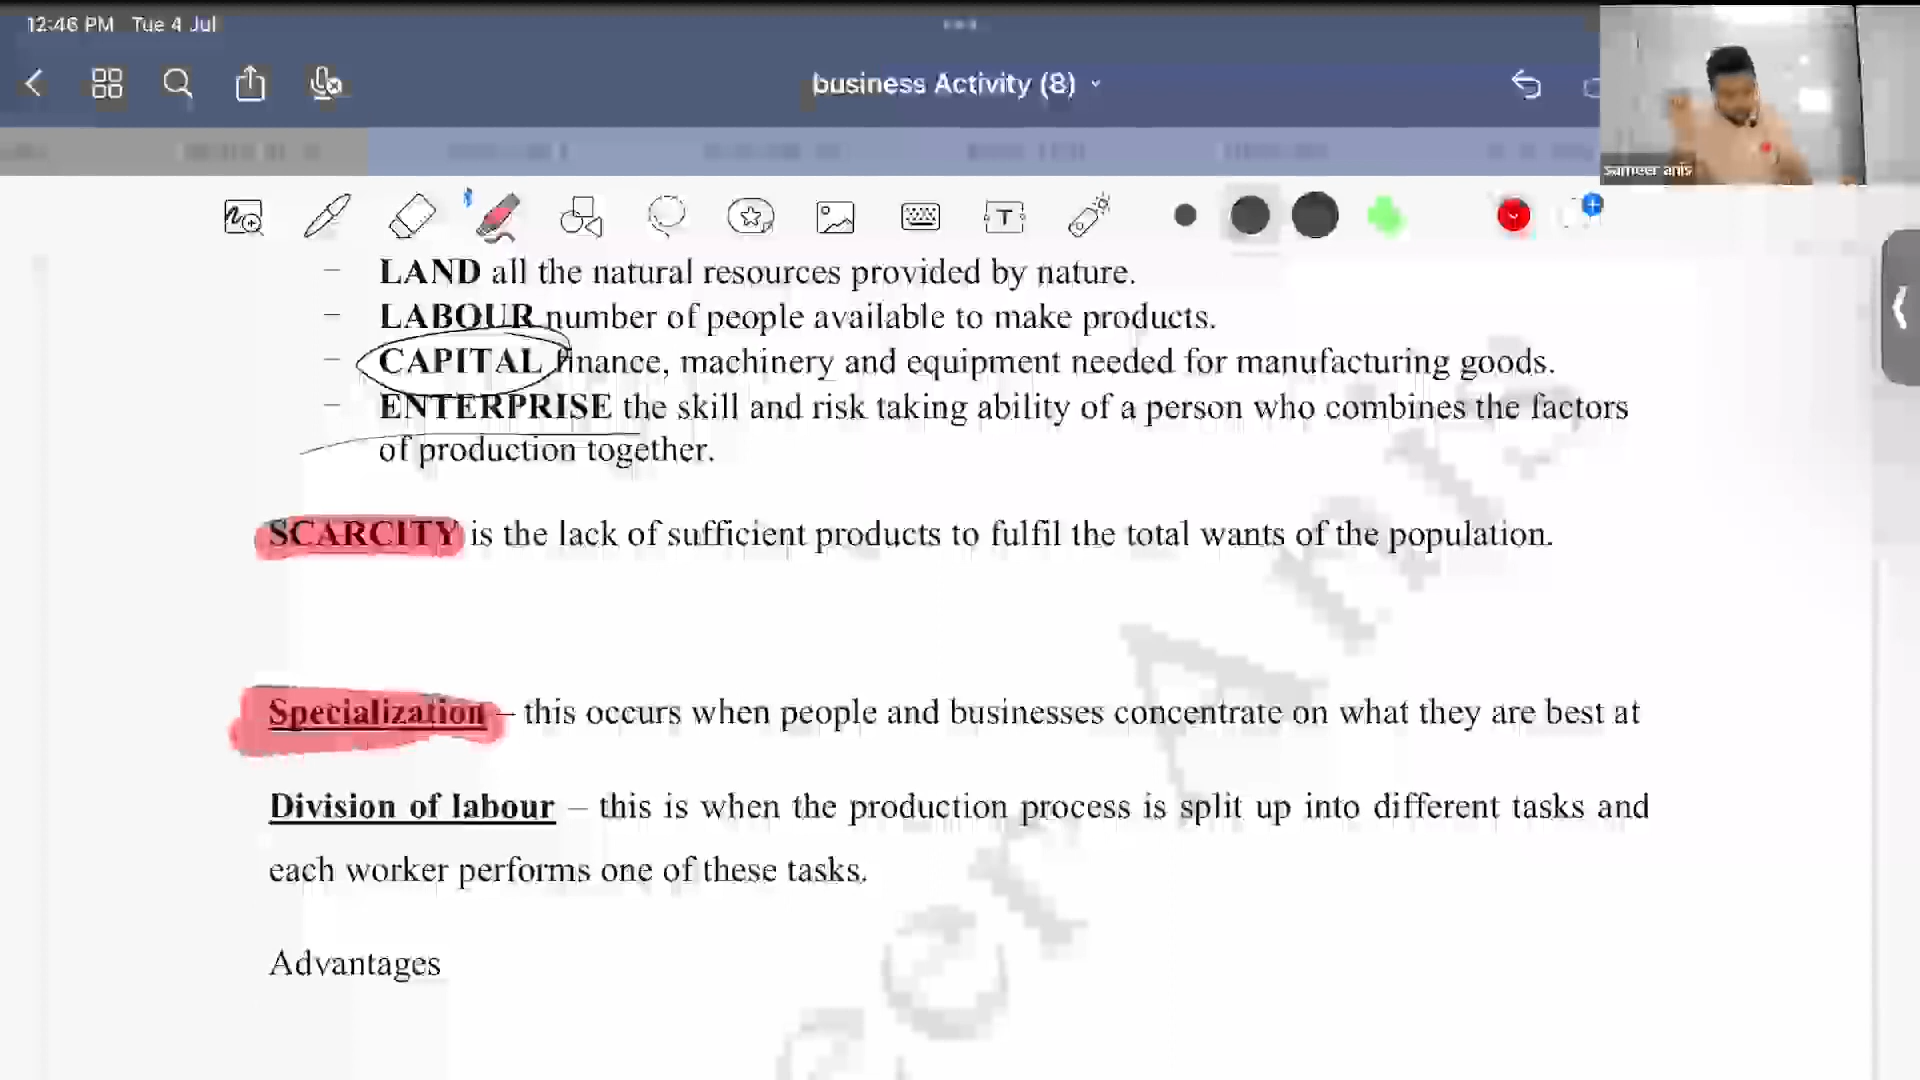 12:46 PM Tue 4 Jul
business Activity (8)
sameer anis
T
– LAND all the natural resources provided by nature.
– LABOUR number of people available to make products.
– CAPITAL finance, machinery and equipment needed for manufacturing goods.
– ENTERPRISE the skill and risk taking ability of a person who combines the factors
of production together.
SCARCITY is the lack of sufficient products to fulfil the total wants of the population.
Specialization – this occurs when people and businesses concentrate on what they are best at
Division of labour – this is when the production process is split up into different tasks and
each worker performs one of these tasks.
Advantages